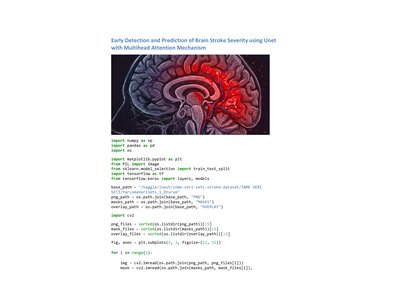 Early Detection and Prediction of Brain Stroke Severity using Unet
with Multihead Attention Mechanism
import numpy as np
import pandas as pd
import os
import matplotlib.pyplot as plt
from PIL import Image
from sklearn.model_selection import train_test_split
import tensorflow as tf
from tensorflow.keras import layers, models
base_path = "/kaggle/input/inme-veri-seti-stroke-dataset/İNME VERİ
SETİ/YarismaVeriSeti_1_Oturum"
png_path = os.path.join(base_path, "PNG")
masks_path = os.path.join(base_path, "MASKS")
overlay_path = os.path.join(base_path, "OVERLAY")
import cv2
png_files = sorted(os.listdir(png_path))[:5]
mask_files = sorted(os.listdir(masks_path))[:5]
overlay_files = sorted(os.listdir(overlay_path))[:5]
fig, axes = plt.subplots(5, 3, figsize=(12, 15))
for i in range(5):
img = cv2.imread(os.path.join(png_path, png_files[i]))
mask = cv2.imread(os.path.join(masks_path, mask_files[i]),